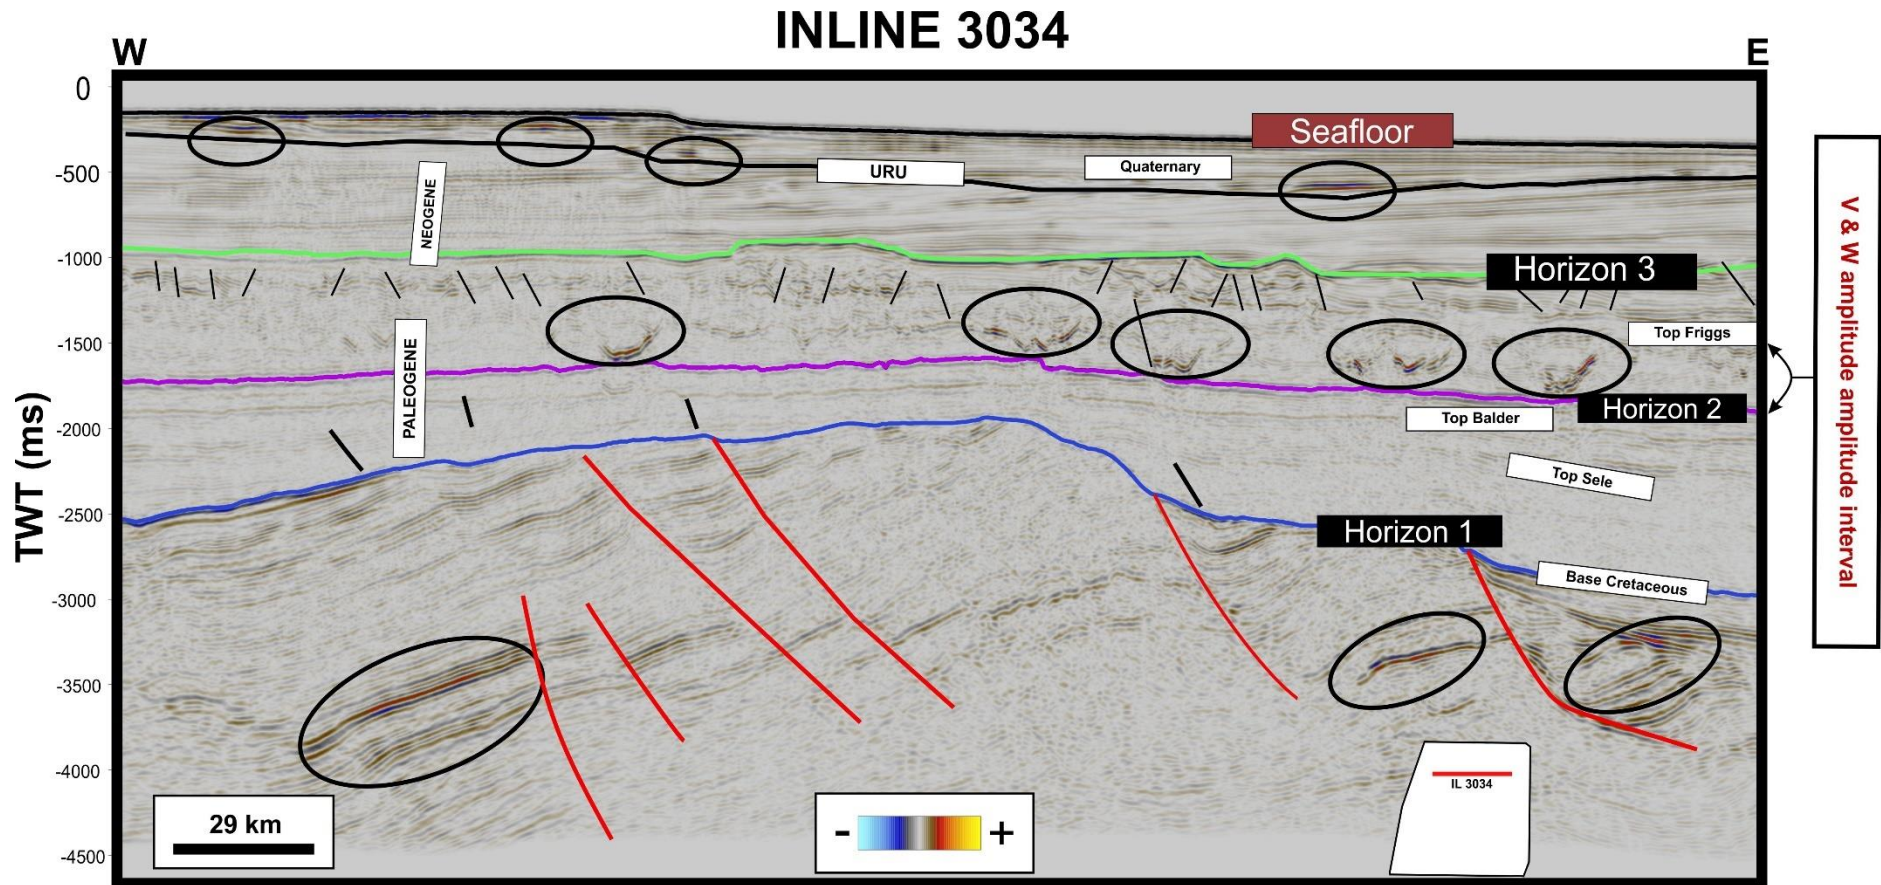 INLINE 3034
W
E
0
-500
-1000
-1500
-2000
-2500
-3000
-3500
-4000
-4500
TWT (ms)
Seafloor
Quaternary
URU
NEOGENE
Horizon 3
PALEOGENE
Top Friggs
Horizon 2
Top Balder
Top Sele
Horizon 1
Base Cretaceous
V & W amplitude amplitude interval
29 km
- +
IL 3034